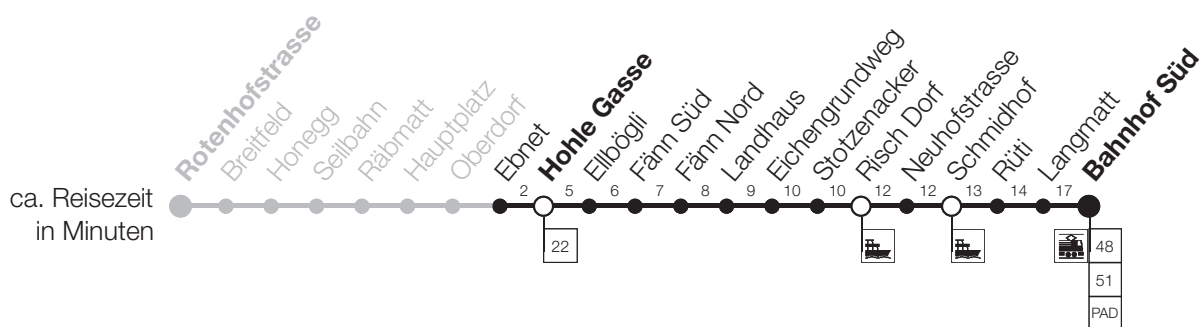 Rotenhofstrasse
Breitfeld
Honegg
Seilbahn
Räbmatt
Hauptplatz
Oberdorf
Ebnet
Hohle Gasse
Ellbögli
Fänn Süd
Fänn Nord
Landhaus
Eichengrundweg
Stotzenacker
Risch Dorf
Neuhofstrasse
Schmidhof
Rüti
Langmatt
Bahnhof Süd
ca. Reisezeit
in Minuten
2 5 6 7 8 9 10 10 12 12 13 14 17
22
48
51
PAD